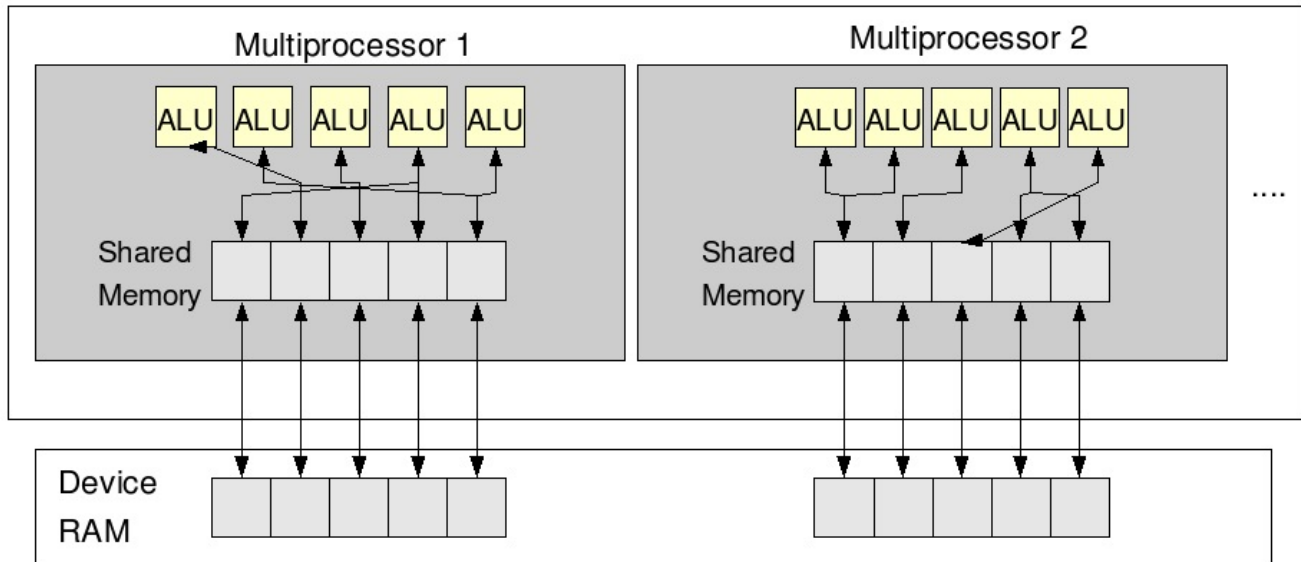 Multiprocessor 1
ALU ALU ALU ALU ALU
Shared
Memory
Multiprocessor 2
ALU ALU ALU ALU ALU
Shared
Memory
....
Device
RAM